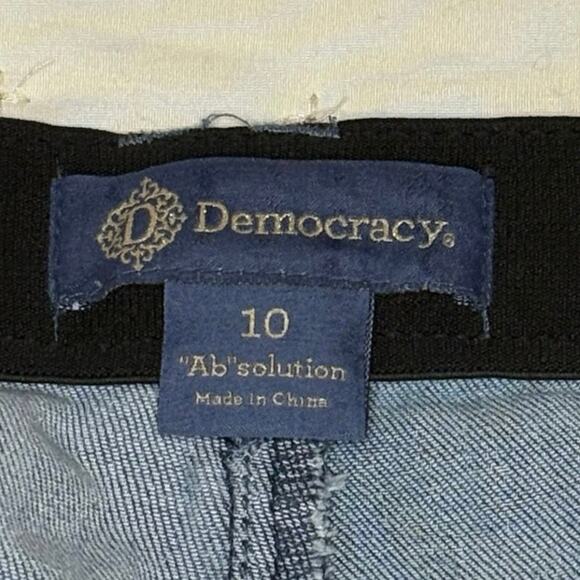 D Democracy®
10
"Ab"solution
Made in China